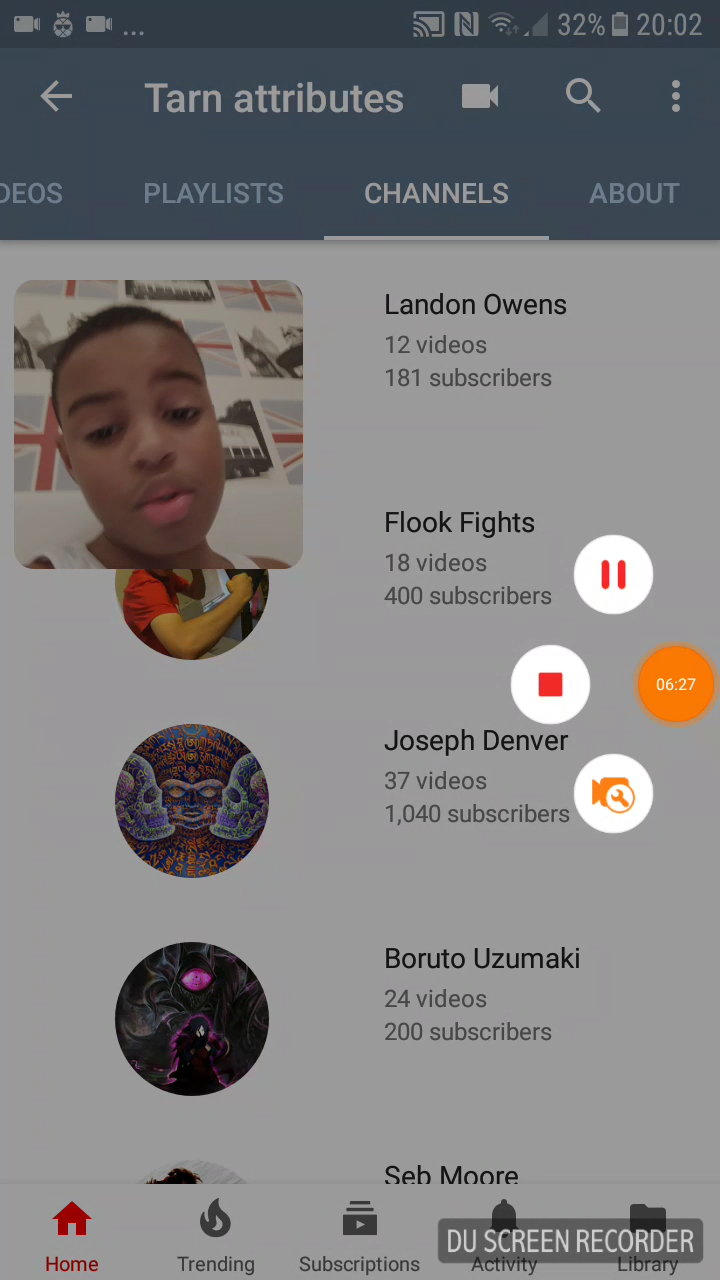 ... 32% 20:02
Tarn attributes
DEOS PLAYLISTS CHANNELS ABOUT
Landon Owens
12 videos
181 subscribers
Flook Fights
18 videos
400 subscribers
06:27
Joseph Denver
37 videos
1,040 subscribers
Boruto Uzumaki
24 videos
200 subscribers
Seb Moore
Home Trending Subscriptions Activity Library
DU SCREEN RECORDER